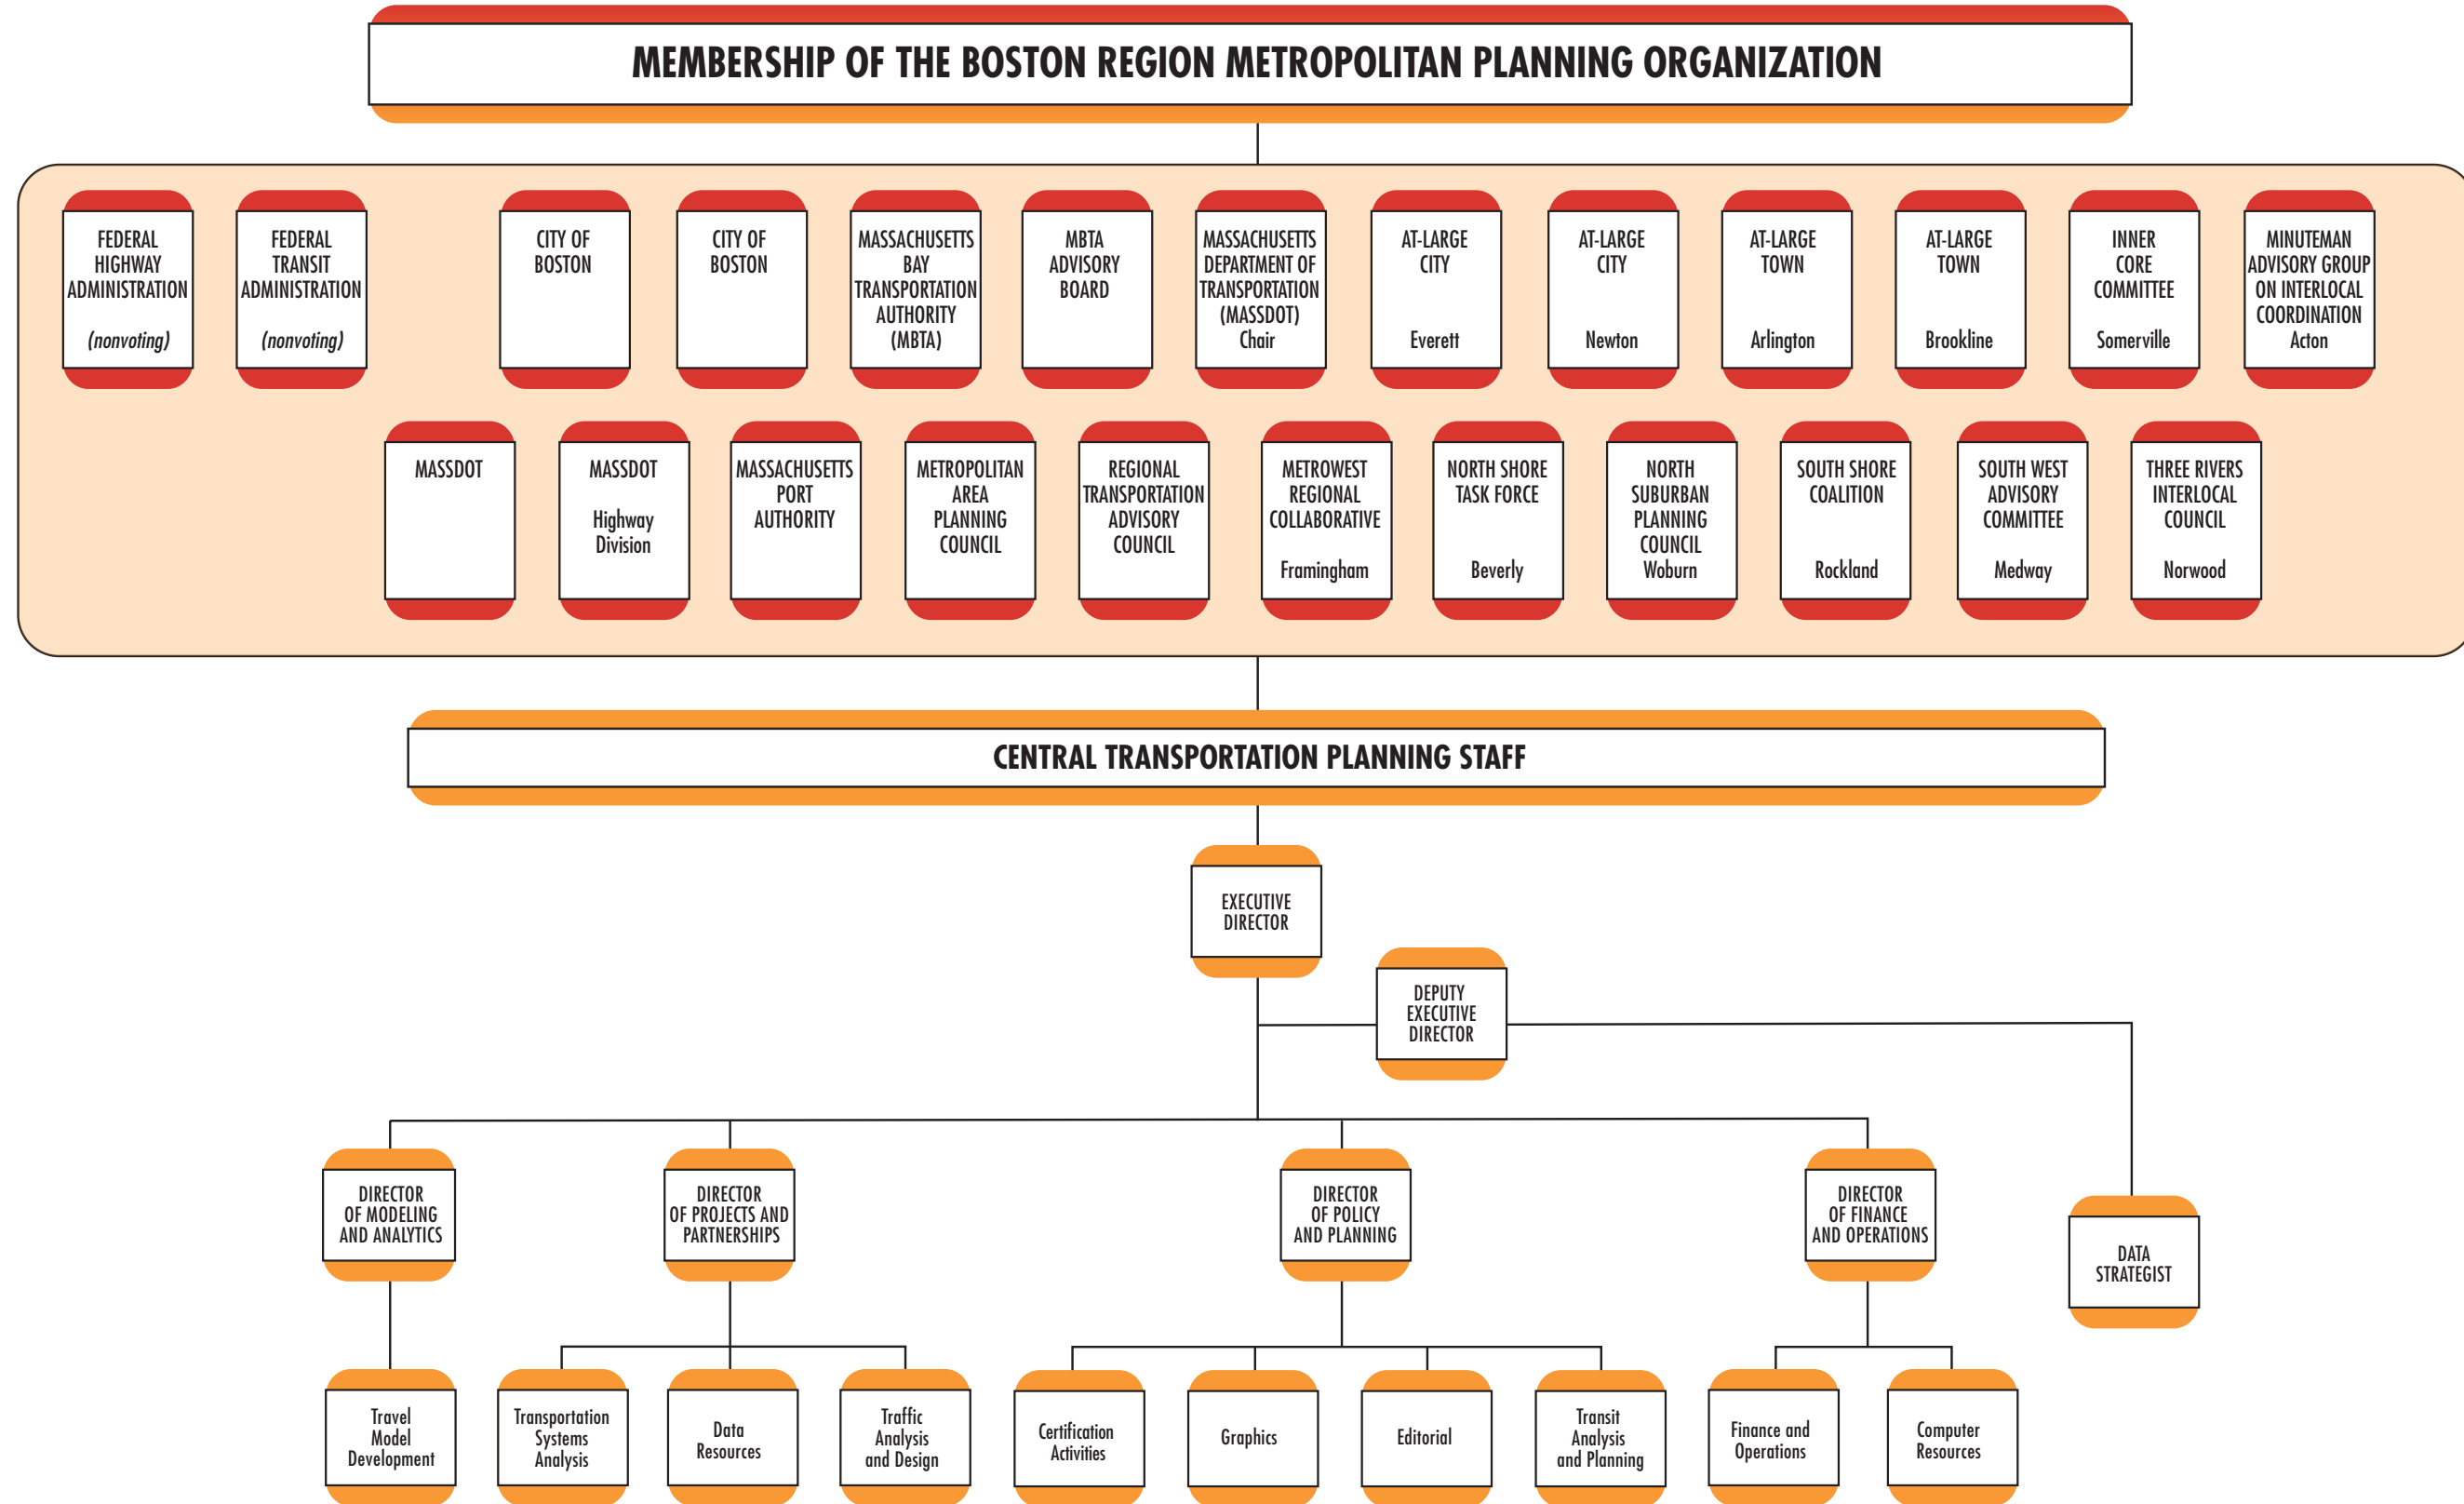 MEMBERSHIP OF THE BOSTON REGION METROPOLITAN PLANNING ORGANIZATION
FEDERAL
HIGHWAY
ADMINISTRATION
(nonvoting)
FEDERAL
TRANSIT
ADMINISTRATION
(nonvoting)
CITY OF
BOSTON
CITY OF
BOSTON
MASSACHUSETTS
BAY
TRANSPORTATION
AUTHORITY
(MBTA)
MBTA
ADVISORY
BOARD
MASSACHUSETTS
DEPARTMENT OF
TRANSPORTATION
(MASSDOT)
Chair
AT-LARGE
CITY
Everett
AT-LARGE
CITY
Newton
AT-LARGE
TOWN
Arlington
AT-LARGE
TOWN
Brookline
INNER
CORE
COMMITTEE
Somerville
MINUTEMAN
ADVISORY GROUP
ON INTERLOCAL
COORDINATION
Acton
MASSDOT
MASSDOT
Highway
Division
MASSACHUSETTS
PORT
AUTHORITY
METROPOLITAN
AREA
PLANNING
COUNCIL
REGIONAL
TRANSPORTATION
ADVISORY
COUNCIL
METROWEST
REGIONAL
COLLABORATIVE
Framingham
NORTH SHORE
TASK FORCE
Beverly
NORTH
SUBURBAN
PLANNING
COUNCIL
Woburn
SOUTH SHORE
COALITION
Rockland
SOUTH WEST
ADVISORY
COMMITTEE
Medway
THREE RIVERS
INTERLOCAL
COUNCIL
Norwood
CENTRAL TRANSPORTATION PLANNING STAFF
EXECUTIVE
DIRECTOR
DEPUTY
EXECUTIVE
DIRECTOR
DIRECTOR
OF MODELING
AND ANALYTICS
DIRECTOR
OF PROJECTS AND
PARTNERSHIPS
DIRECTOR
OF POLICY
AND PLANNING
DIRECTOR
OF FINANCE
AND OPERATIONS
DATA
STRATEGIST
Travel
Model
Development
Transportation
Systems
Analysis
Data
Resources
Traffic
Analysis
and Design
Certification
Activities
Graphics
Editorial
Transit
Analysis
and Planning
Finance and
Operations
Computer
Resources